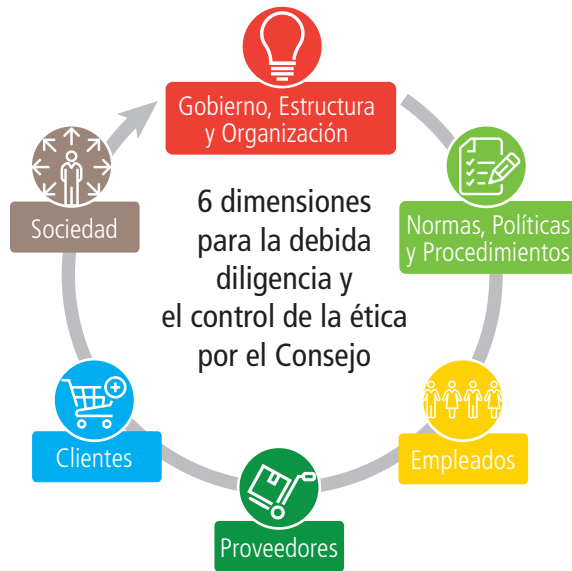 Gobierno, Estructura
y Organización
Normas, Políticas
y Procedimientos
Empleados
Proveedores
Clientes
Sociedad
6 dimensiones
para la debida
diligencia y
el control de la ética
por el Consejo